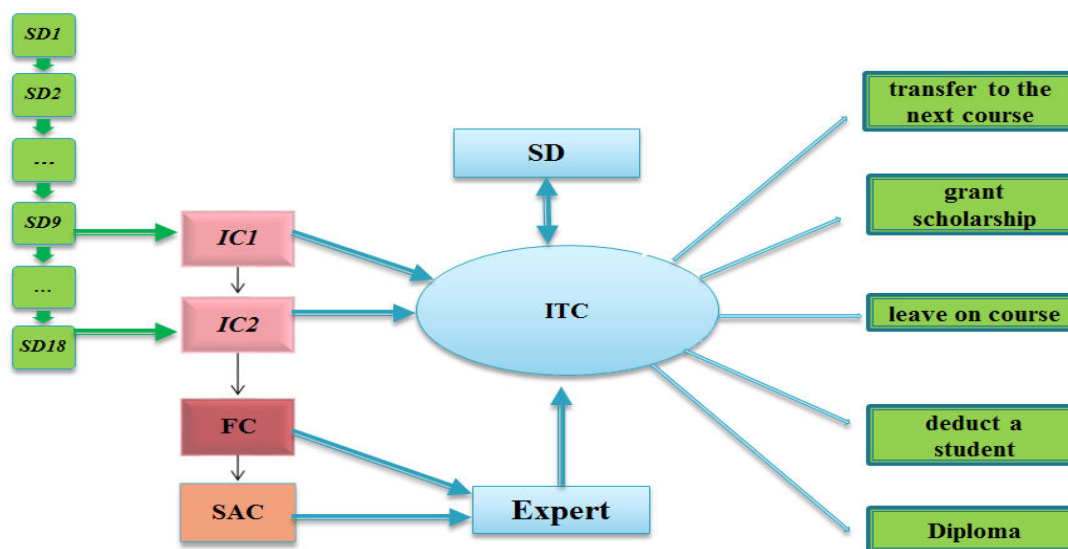 SD1
SD2
...
SD9
...
SD18
IC1
IC2
FC
SAC
SD
ITC
Expert
transfer to the
next course
grant
scholarship
leave on course
deduct a
student
Diploma